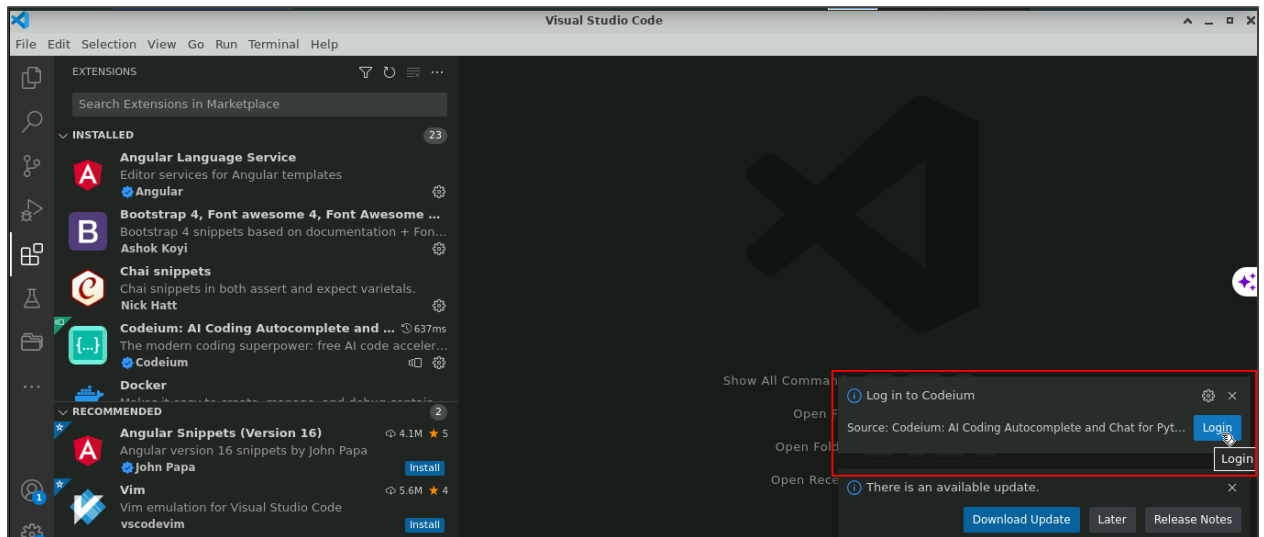 Visual Studio Code
File Edit Selection View Go Run Terminal Help
EXTENSIONS
Search Extensions in Marketplace
INSTALLED 23
Angular Language Service
Editor services for Angular templates
Angular
Bootstrap 4, Font awesome 4, Font Awesome ...
Bootstrap 4 snippets based on documentation + Fon...
Ashok Koyi
Chai snippets
Chai snippets in both assert and expect varietals.
Nick Hatt
Codeium: AI Coding Autocomplete and ... 637ms
The modern coding superpower: free AI code acceler...
Codeium
Docker
RECOMMENDED 2
Angular Snippets (Version 16) 4.1M 5
Angular version 16 snippets by John Papa
John Papa Install
Vim 5.6M 4
Vim emulation for Visual Studio Code
vscodevim Install
1
Show All Comman
Open F
Open Fold
Open Rece
Log in to Codeium
Source: Codeium: AI Coding Autocomplete and Chat for Pyt... Login
Login
There is an available update.
Download Update Later Release Notes